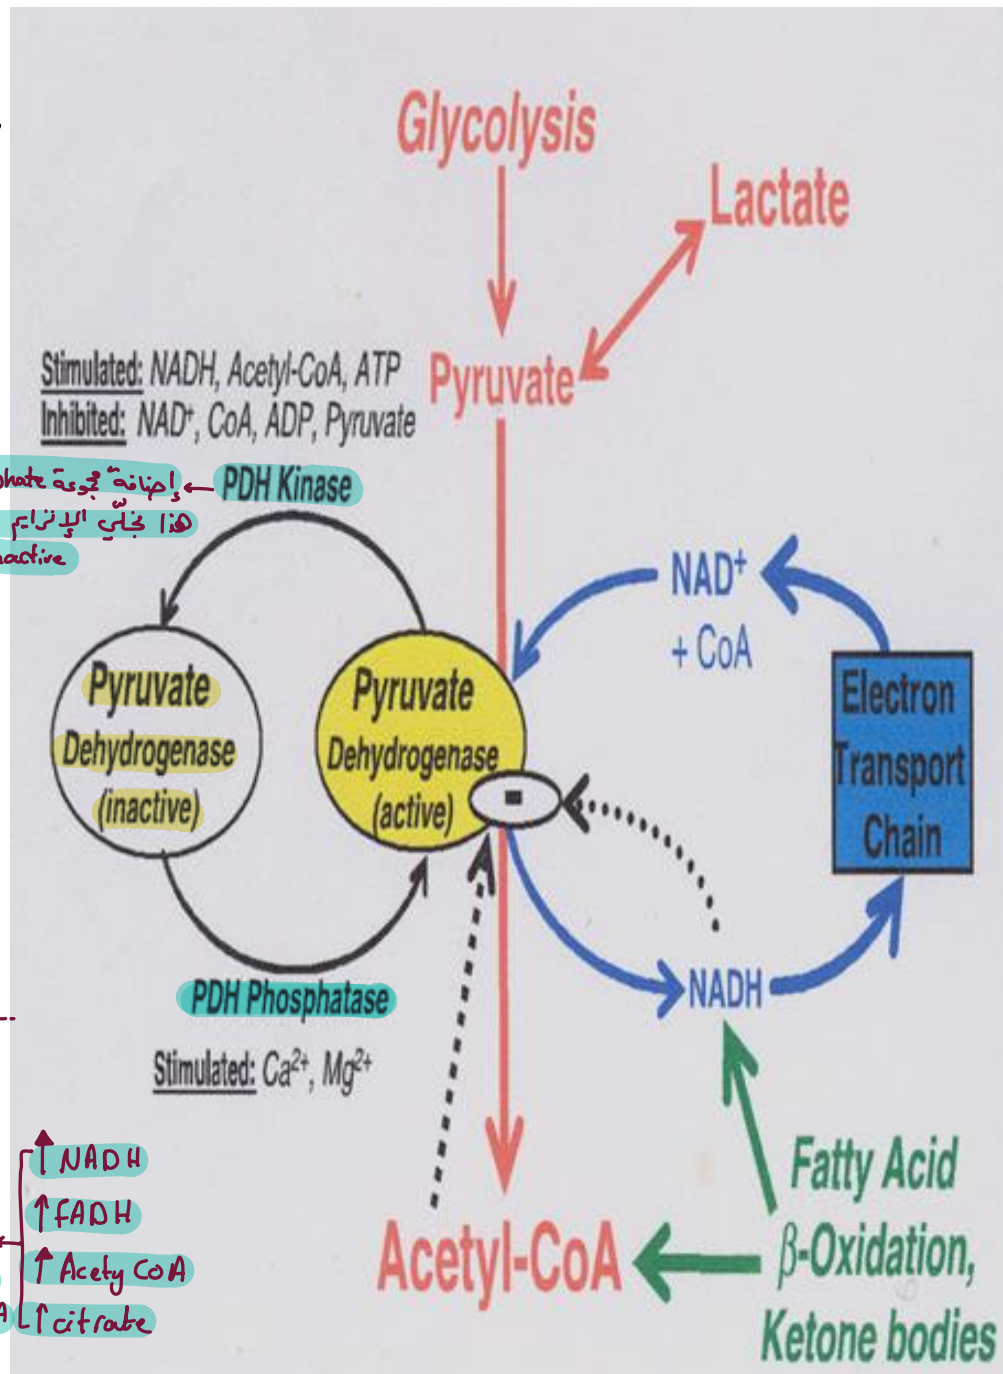 Glycolysis
Lactate
Stimulated: NADH, Acetyl-CoA, ATP
Pyruvate
Inhibited: NAD⁺, CoA, ADP, Pyruvate
إضافة مجموعة
PDH Kinase
هذا بخلّي الإنزايم
NAD⁺
+ CoA
Pyruvate
Dehydrogenase
(inactive)
Pyruvate
Dehydrogenase
(active)
Electron
Transport
Chain
NADH
PDH Phosphatase
Stimulated: Ca²⁺, Mg²⁺
↑ NADH
↑ FADH
↑ Acety CoA
↑ citrate
Acetyl-CoA
Fatty Acid
β-Oxidation,
Ketone bodies